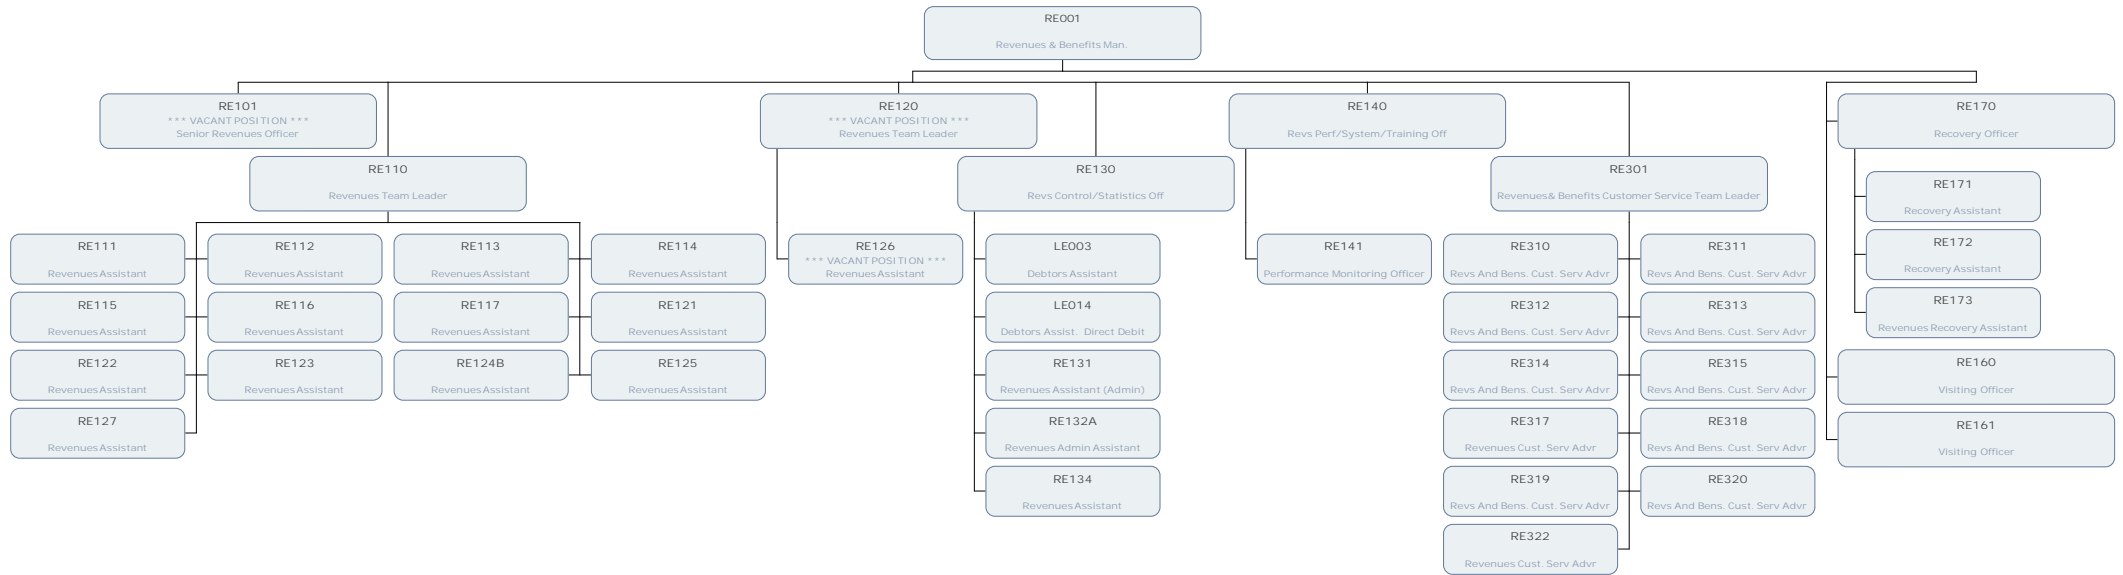 RE001
Revenues & Benefits Man.
RE101
*** VACANT POSITION ***
Senior Revenues Officer
RE120
*** VACANT POSITION ***
Revenues Team Leader
RE140
Revs Perf/System/Training Off
RE170
Recovery Officer
RE110
Revenues Team Leader
RE130
Revs Control/Statistics Off
RE301
Revenues& Benefits Customer Service Team Leader
RE171
Recovery Assistant
RE172
Recovery Assistant
RE173
Revenues Recovery Assistant
RE160
Visiting Officer
RE161
Visiting Officer
RE111
Revenues Assistant
RE112
Revenues Assistant
RE113
Revenues Assistant
RE114
Revenues Assistant
RE115
Revenues Assistant
RE116
Revenues Assistant
RE117
Revenues Assistant
RE121
Revenues Assistant
RE122
Revenues Assistant
RE123
Revenues Assistant
RE124B
Revenues Assistant
RE125
Revenues Assistant
RE127
Revenues Assistant
RE126
*** VACANT POSITION ***
Revenues Assistant
LE003
Debtors Assistant
LE014
Debtors Assist. Direct Debit
RE131
Revenues Assistant (Admin)
RE132A
Revenues Admin Assistant
RE134
Revenues Assistant
RE141
Performance Monitoring Officer
RE310
Revs And Bens. Cust. Serv Advr
RE311
Revs And Bens. Cust. Serv Advr
RE312
Revs And Bens. Cust. Serv Advr
RE313
Revs And Bens. Cust. Serv Advr
RE314
Revs And Bens. Cust. Serv Advr
RE315
Revs And Bens. Cust. Serv Advr
RE317
Revenues Cust. Serv Advr
RE318
Revs And Bens. Cust. Serv Advr
RE319
Revs And Bens. Cust. Serv Advr
RE320
Revs And Bens. Cust. Serv Advr
RE322
Revenues Cust. Serv Advr